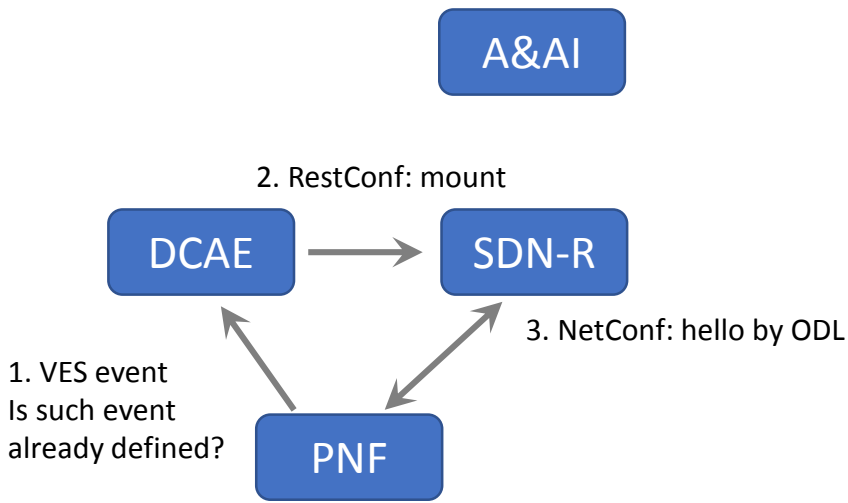 A&AI
2. RestConf: mount
DCAE
SDN-R
3. NetConf: hello by ODL
1. VES event
Is such event
already defined?
PNF